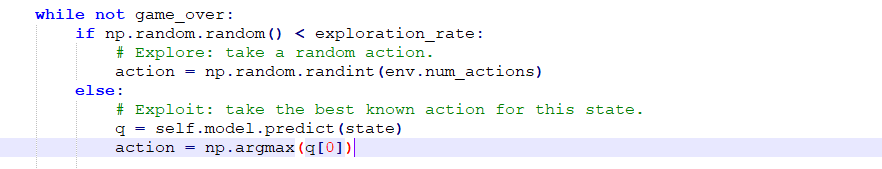 while not game_over:
    if np.random.random() < exploration_rate:
        # Explore: take a random action.
        action = np.random.randint(env.num_actions)
    else:
        # Exploit: take the best known action for this state.
        q = self.model.predict(state)
        action = np.argmax(q[0])